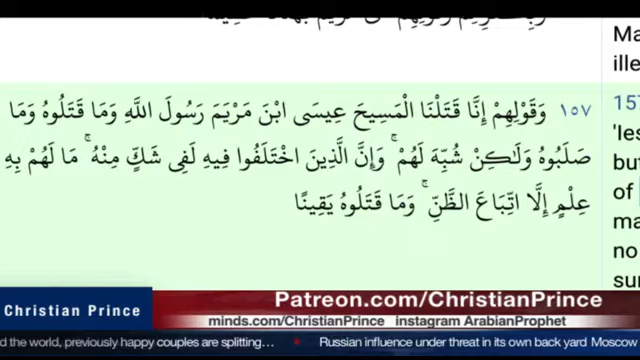 Ma
ille
١٥٧ وَقَوْلِهِمْ إِنَّا قَتَلْنَا الْمَسِيحَ عِيسَى ابْنَ مَرْيَمَ رَسُولَ اللَّهِ وَمَا قَتَلُوهُ وَمَا
صَلَبُوهُ وَلَٰكِنْ شُبِّهَ لَهُمْ ۚ وَإِنَّ الَّذِينَ اخْتَلَفُوا فِيهِ لَفِي شَكٍّ مِنْهُ ۚ مَا لَهُمْ بِهِ
عِلْمٍ إِلَّا اتِّبَاعَ الظَّنِّ ۚ وَمَا قَتَلُوهُ يَقِينًا
157
'les
but
of
ma
no
sur
Christian Prince
Patreon.com/ChristianPrince
minds.com/ChristianPrince instagram ArabianProphet
d the world, previously happy couples are splitting... Russian influence under threat in its own back yard Moscow